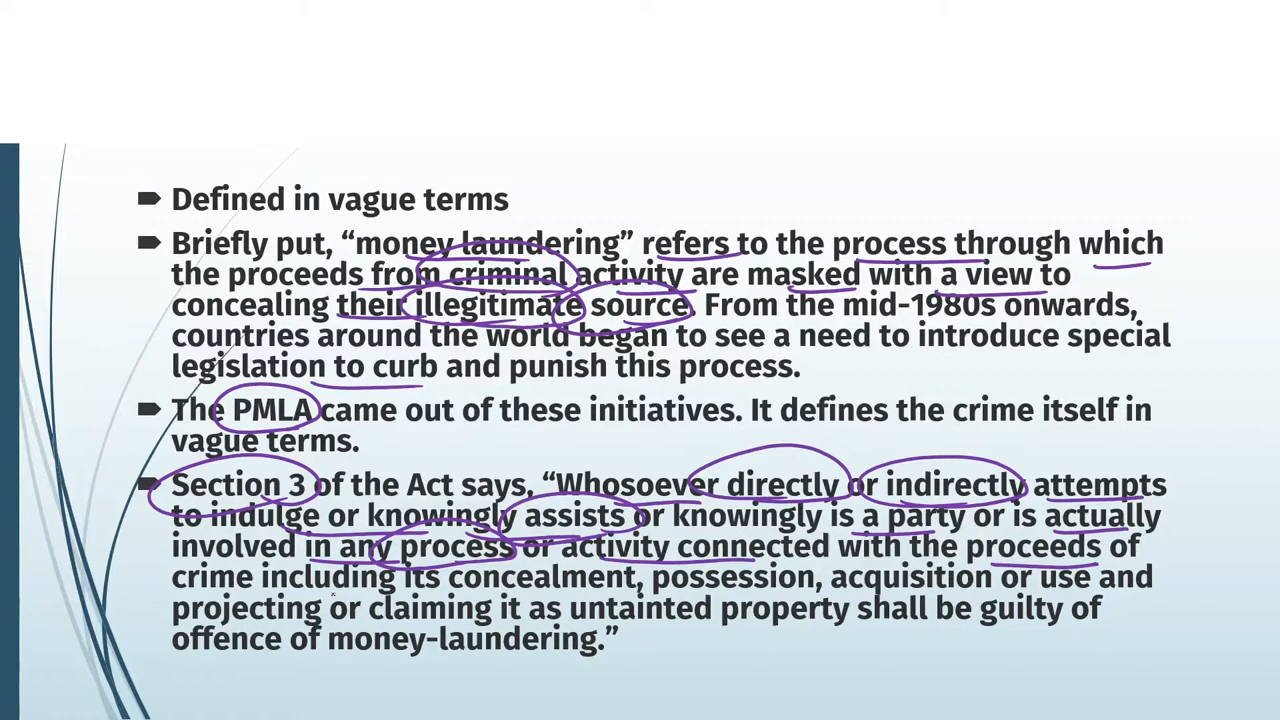 Defined in vague terms
Briefly put, “money laundering” refers to the process through which
the proceeds from criminal activity are masked with a view to
concealing their illegitimate source. From the mid-1980s onwards,
countries around the world began to see a need to introduce special
legislation to curb and punish this process.
The PMLA came out of these initiatives. It defines the crime itself in
vague terms.
Section 3 of the Act says, “Whosoever directly or indirectly attempts
to indulge or knowingly assists or knowingly is a party or is actually
involved in any process or activity connected with the proceeds of
crime including its concealment, possession, acquisition or use and
projecting or claiming it as untainted property shall be guilty of
offence of money-laundering.”